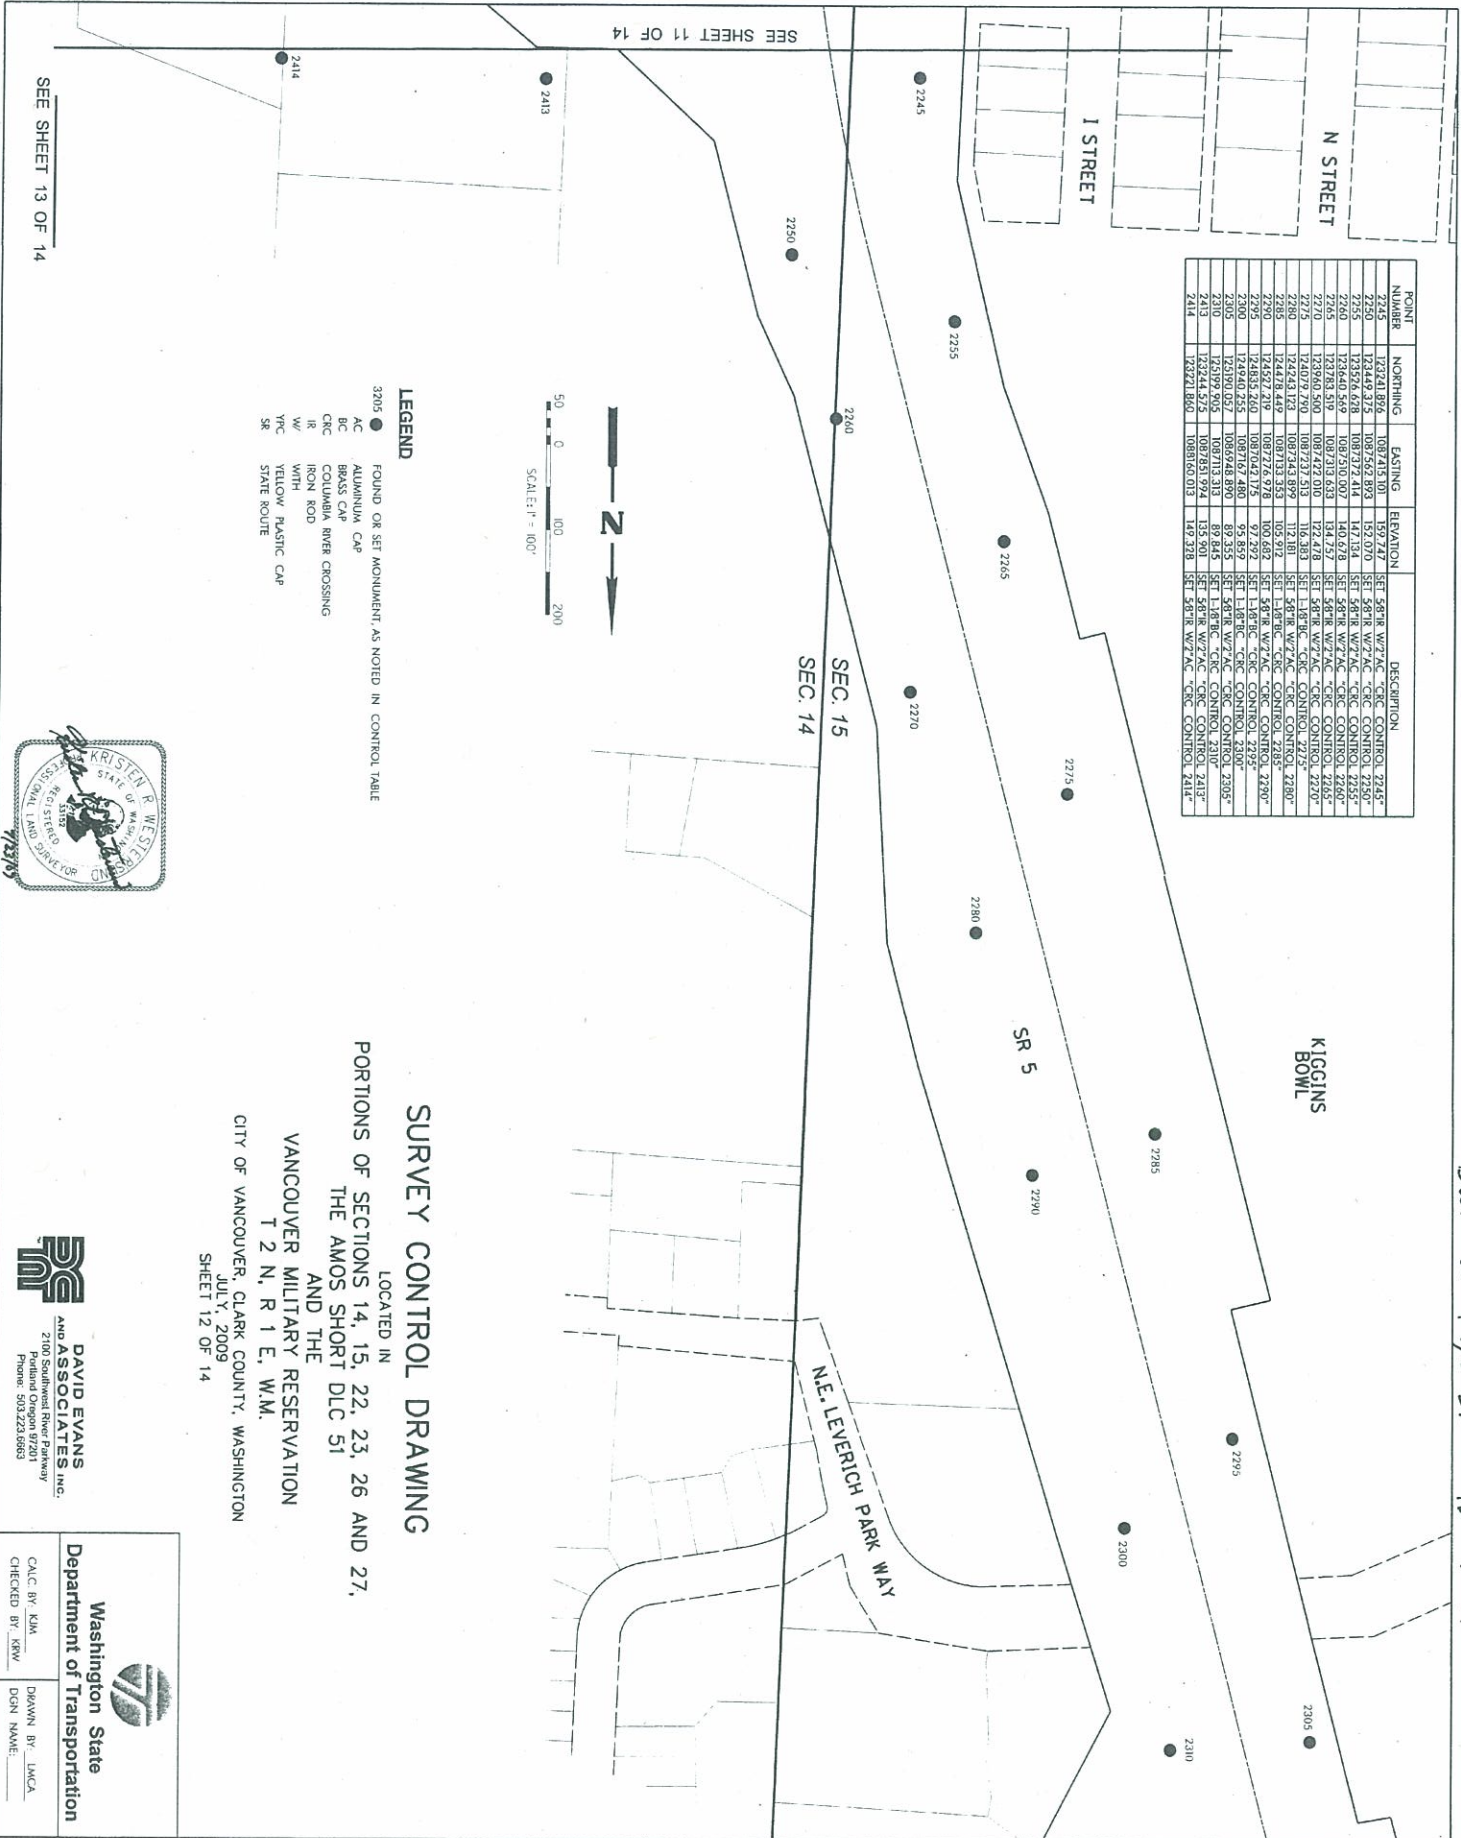 SEE SHEET 11 OF 14
SEE SHEET 13 OF 14
N STREET
I STREET
KIGGINS
BOWL
SR 5
N.E. LEVERICH PARK WAY
SEC. 15
SEC. 14
2245
2250
2255
2260
2265
2270
2275
2280
2285
2290
2295
2300
2305
2310
2413
2414
POINT NUMBER NORTHING EASTING ELEVATION DESCRIPTION
2245 123241.896 1087415.101 159.747 SET 5/8"IR W/2"AC "CRC CONTROL 2245"
2250 123449.375 1087562.893 152.070 SET 5/8"IR W/2"AC "CRC CONTROL 2250"
2255 123526.628 1087372.414 147.134 SET 5/8"IR W/2"AC "CRC CONTROL 2255"
2260 123640.569 1087510.007 140.678 SET 5/8"IR W/2"AC "CRC CONTROL 2260"
2265 123783.519 1087315.633 134.757 SET 5/8"IR W/2"AC "CRC CONTROL 2265"
2270 123960.500 1087422.010 122.478 SET 5/8"IR W/2"AC "CRC CONTROL 2270"
2275 124079.790 1087237.513 116.383 SET 1-1/8"BC "CRC CONTROL 2275"
2280 124243.123 1087343.899 112.181 SET 5/8"IR W/2"AC "CRC CONTROL 2280"
2285 124478.449 1087133.353 105.912 SET 1-1/8"BC "CRC CONTROL 2285"
2290 124527.219 1087276.978 100.682 SET 5/8"IR W/2"AC "CRC CONTROL 2290"
2295 124835.260 1087042.175 97.292 SET 1-1/8"BC "CRC CONTROL 2295"
2300 124940.255 1087167.480 95.859 SET 1-1/8"BC "CRC CONTROL 2300"
2305 125190.057 1086948.890 89.355 SET 5/8"IR W/2"AC "CRC CONTROL 2305"
2310 125199.905 1087113.313 89.845 SET 1-1/8"BC "CRC CONTROL 2310"
2413 123244.575 1087851.994 135.901 SET 5/8"IR W/2"AC "CRC CONTROL 2413"
2414 123221.860 1088160.013 149.328 SET 5/8"IR W/2"AC "CRC CONTROL 2414"
N
50 0 100 200
SCALE: 1" = 100'
LEGEND
3205 FOUND OR SET MONUMENT, AS NOTED IN CONTROL TABLE
AC ALUMINUM CAP
BC BRASS CAP
CRC COLUMBIA RIVER CROSSING
IR IRON ROD
W/ WITH
YPC YELLOW PLASTIC CAP
SR STATE ROUTE
KRISTEN R WESTERSUND
STATE OF WASHINGTON
33152
REGISTERED
PROFESSIONAL LAND SURVEYOR
SURVEY CONTROL DRAWING
LOCATED IN
PORTIONS OF SECTIONS 14, 15, 22, 23, 26 AND 27,
THE AMOS SHORT DLC 51
AND THE
VANCOUVER MILITARY RESERVATION
T 2 N, R 1 E, W.M.
CITY OF VANCOUVER, CLARK COUNTY, WASHINGTON
JULY, 2009
SHEET 12 OF 14
DAVID EVANS
AND ASSOCIATES INC.
2100 Southwest River Parkway
Portland Oregon 97201
Phone: 503.223.6663
Washington State
Department of Transportation
CALC. BY: KJM DRAWN BY: LMCA
CHECKED BY: KRW DGN NAME: